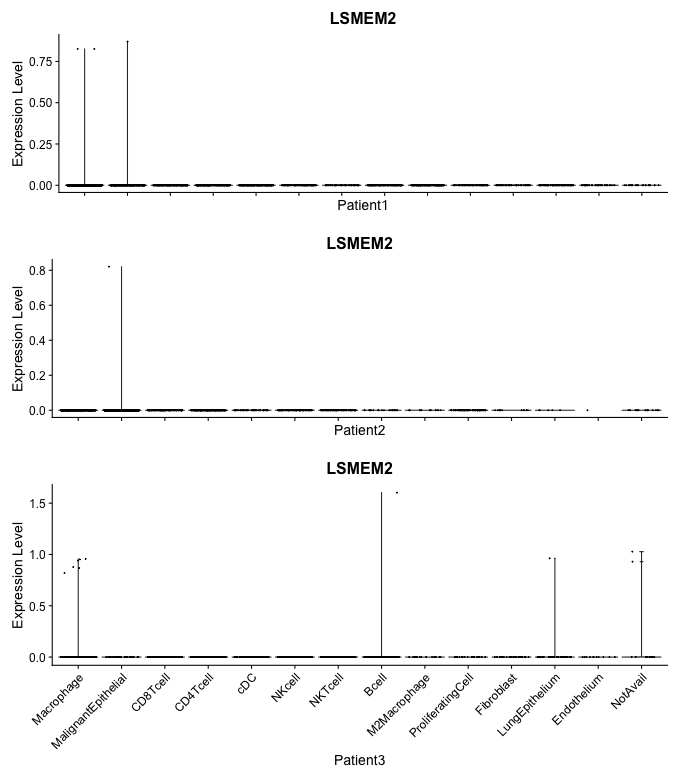 LSMEM2
Expression Level
0.75
0.50
0.25
0.00
Patient1
LSMEM2
Expression Level
0.8
0.6
0.4
0.2
0.0
Patient2
LSMEM2
Expression Level
1.5
1.0
0.5
0.0
Macrophage
MalignantEpithelial
CD8Tcell
CD4Tcell
cDC
NKcell
NKTcell
Bcell
M2Macrophage
ProliferatingCell
Fibroblast
LungEpithelium
Endothelium
NotAvail
Patient3